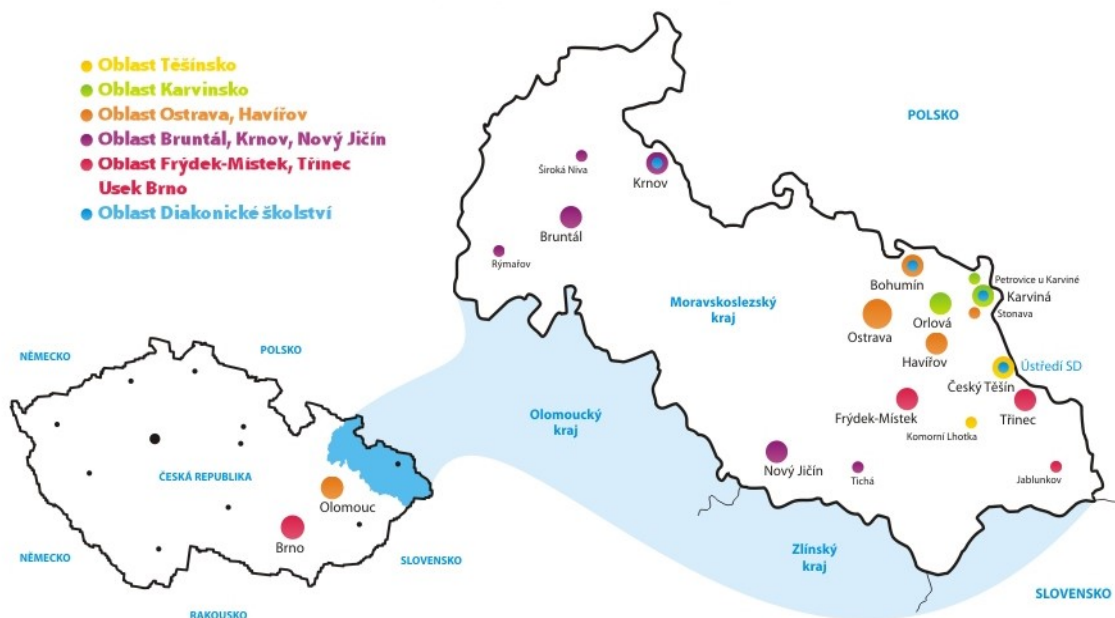 Oblast Těšínsko
Oblast Karvinsko
Oblast Ostrava, Havířov
Oblast Bruntál, Krnov, Nový Jičín
Oblast Frýdek-Místek, Třinec
Usek Brno
Oblast Diakonické školství
POLSKO
Široká Niva
Krnov
Bruntál
Rýmařov
Bohumín
Petrovice u Karviné
Karviná
Moravskoslezský
kraj
Ostrava
Orlová
Stonava
Havířov
Ústředí SD
Český Těšín
Frýdek-Místek
Třinec
Komorní Lhotka
Nový Jičín
Tichá
Jablunkov
Olomoucký
kraj
Zlínský
kraj
SLOVENSKO
NĚMECKO
POLSKO
ČESKÁ REPUBLIKA
Olomouc
Brno
NĚMECKO
SLOVENSKO
RAKOUSKO